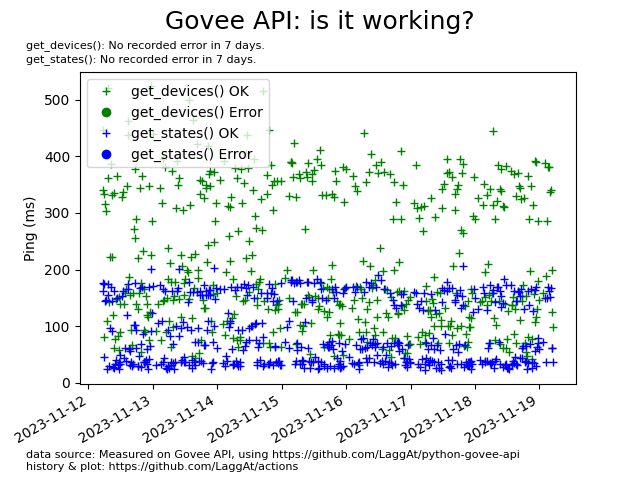 Govee API: is it working?
get_devices(): No recorded error in 7 days.
get_states(): No recorded error in 7 days.
get_devices() OK
get_devices() Error
get_states() OK
get_states() Error
Ping (ms)
500
400
300
200
100
0
2023-11-12
2023-11-13
2023-11-14
2023-11-15
2023-11-16
2023-11-17
2023-11-18
2023-11-19
data source: Measured on Govee API, using https://github.com/LaggAt/python-govee-api
history & plot: https://github.com/LaggAt/actions